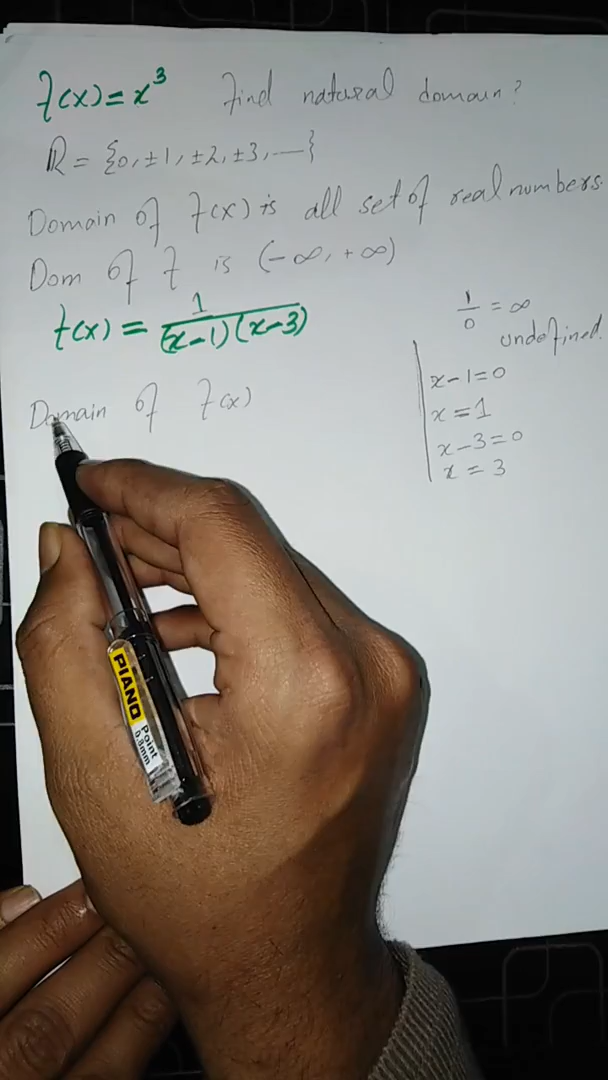 f(x) = x³ Find natural domain?
R = {0, ±1, ±2, ±3, —}
Domain of f(x) is all set of real numbers.
Dom of f is (-∞, +∞)
f(x) = 1/(x-1)(x-3)
1/0 = ∞
undefined.
x-1=0
x=1
x-3=0
x=3
Domain of f(x)
PIANO
Point
0.8mm